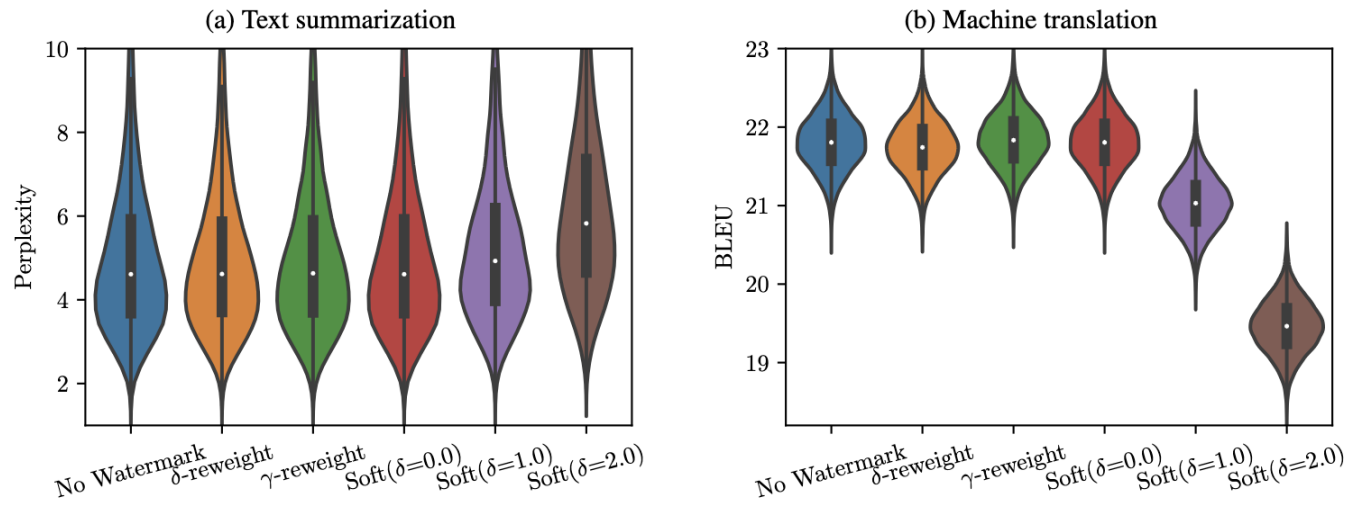 (a) Text summarization
Perplexity
10
8
6
4
2
No Watermark
δ-reweight
γ-reweight
Soft(δ=0.0)
Soft(δ=1.0)
Soft(δ=2.0)
(b) Machine translation
BLEU
23
22
21
20
19
No Watermark
δ-reweight
γ-reweight
Soft(δ=0.0)
Soft(δ=1.0)
Soft(δ=2.0)